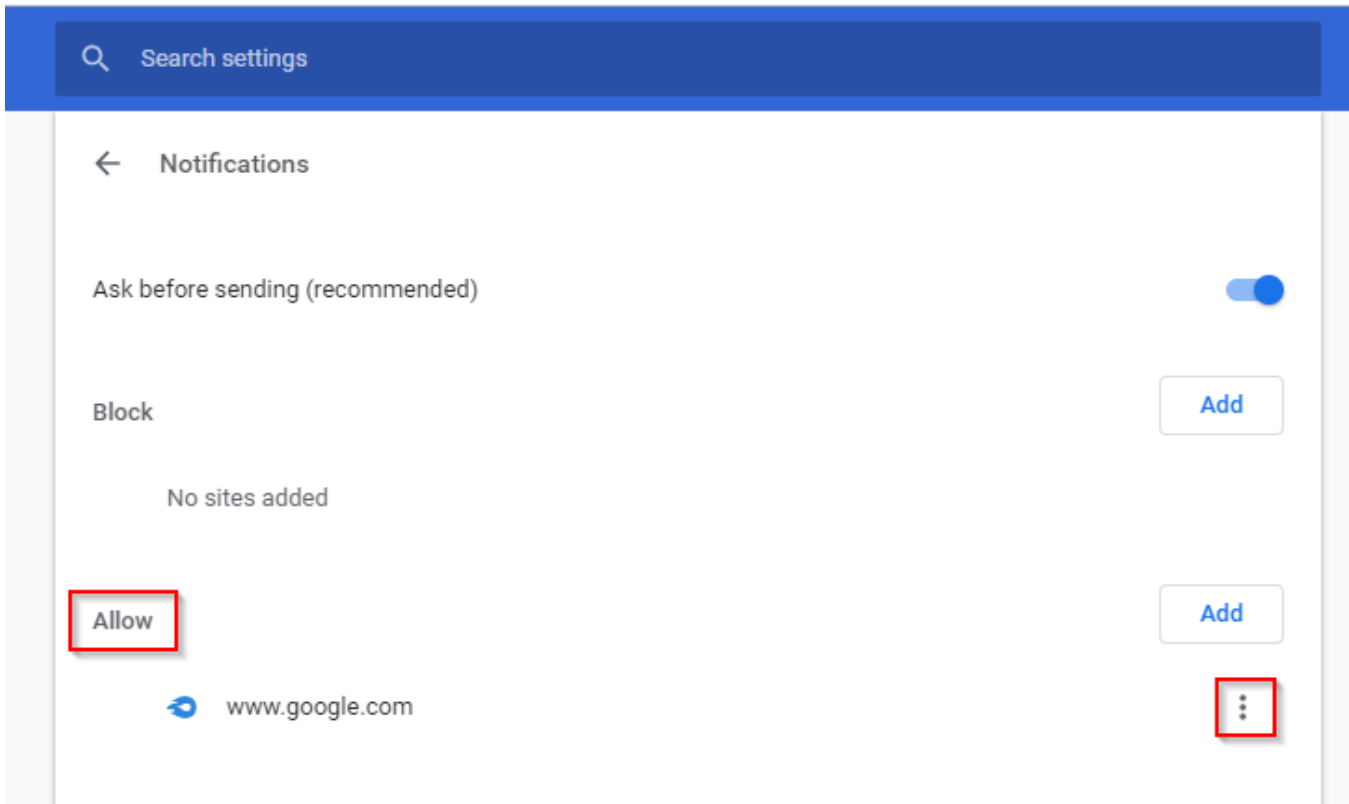 Search settings
Notifications
Ask before sending (recommended)
Block
Add
No sites added
Allow
Add
www.google.com